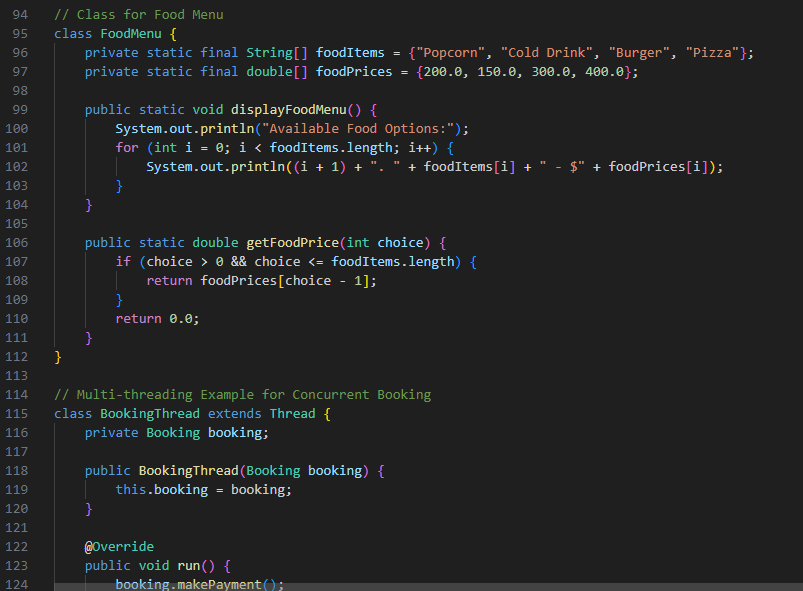 94 // Class for Food Menu
95 class FoodMenu {
96     private static final String[] foodItems = {"Popcorn", "Cold Drink", "Burger", "Pizza"};
97     private static final double[] foodPrices = {200.0, 150.0, 300.0, 400.0};
98
99     public static void displayFoodMenu() {
100         System.out.println("Available Food Options:");
101         for (int i = 0; i < foodItems.length; i++) {
102             System.out.println((i + 1) + ". " + foodItems[i] + " - $" + foodPrices[i]);
103         }
104     }
105
106     public static double getFoodPrice(int choice) {
107         if (choice > 0 && choice <= foodItems.length) {
108             return foodPrices[choice - 1];
109         }
110         return 0.0;
111     }
112 }
113
114 // Multi-threading Example for Concurrent Booking
115 class BookingThread extends Thread {
116     private Booking booking;
117
118     public BookingThread(Booking booking) {
119         this.booking = booking;
120     }
121
122     @Override
123     public void run() {
124         booking.makePayment();